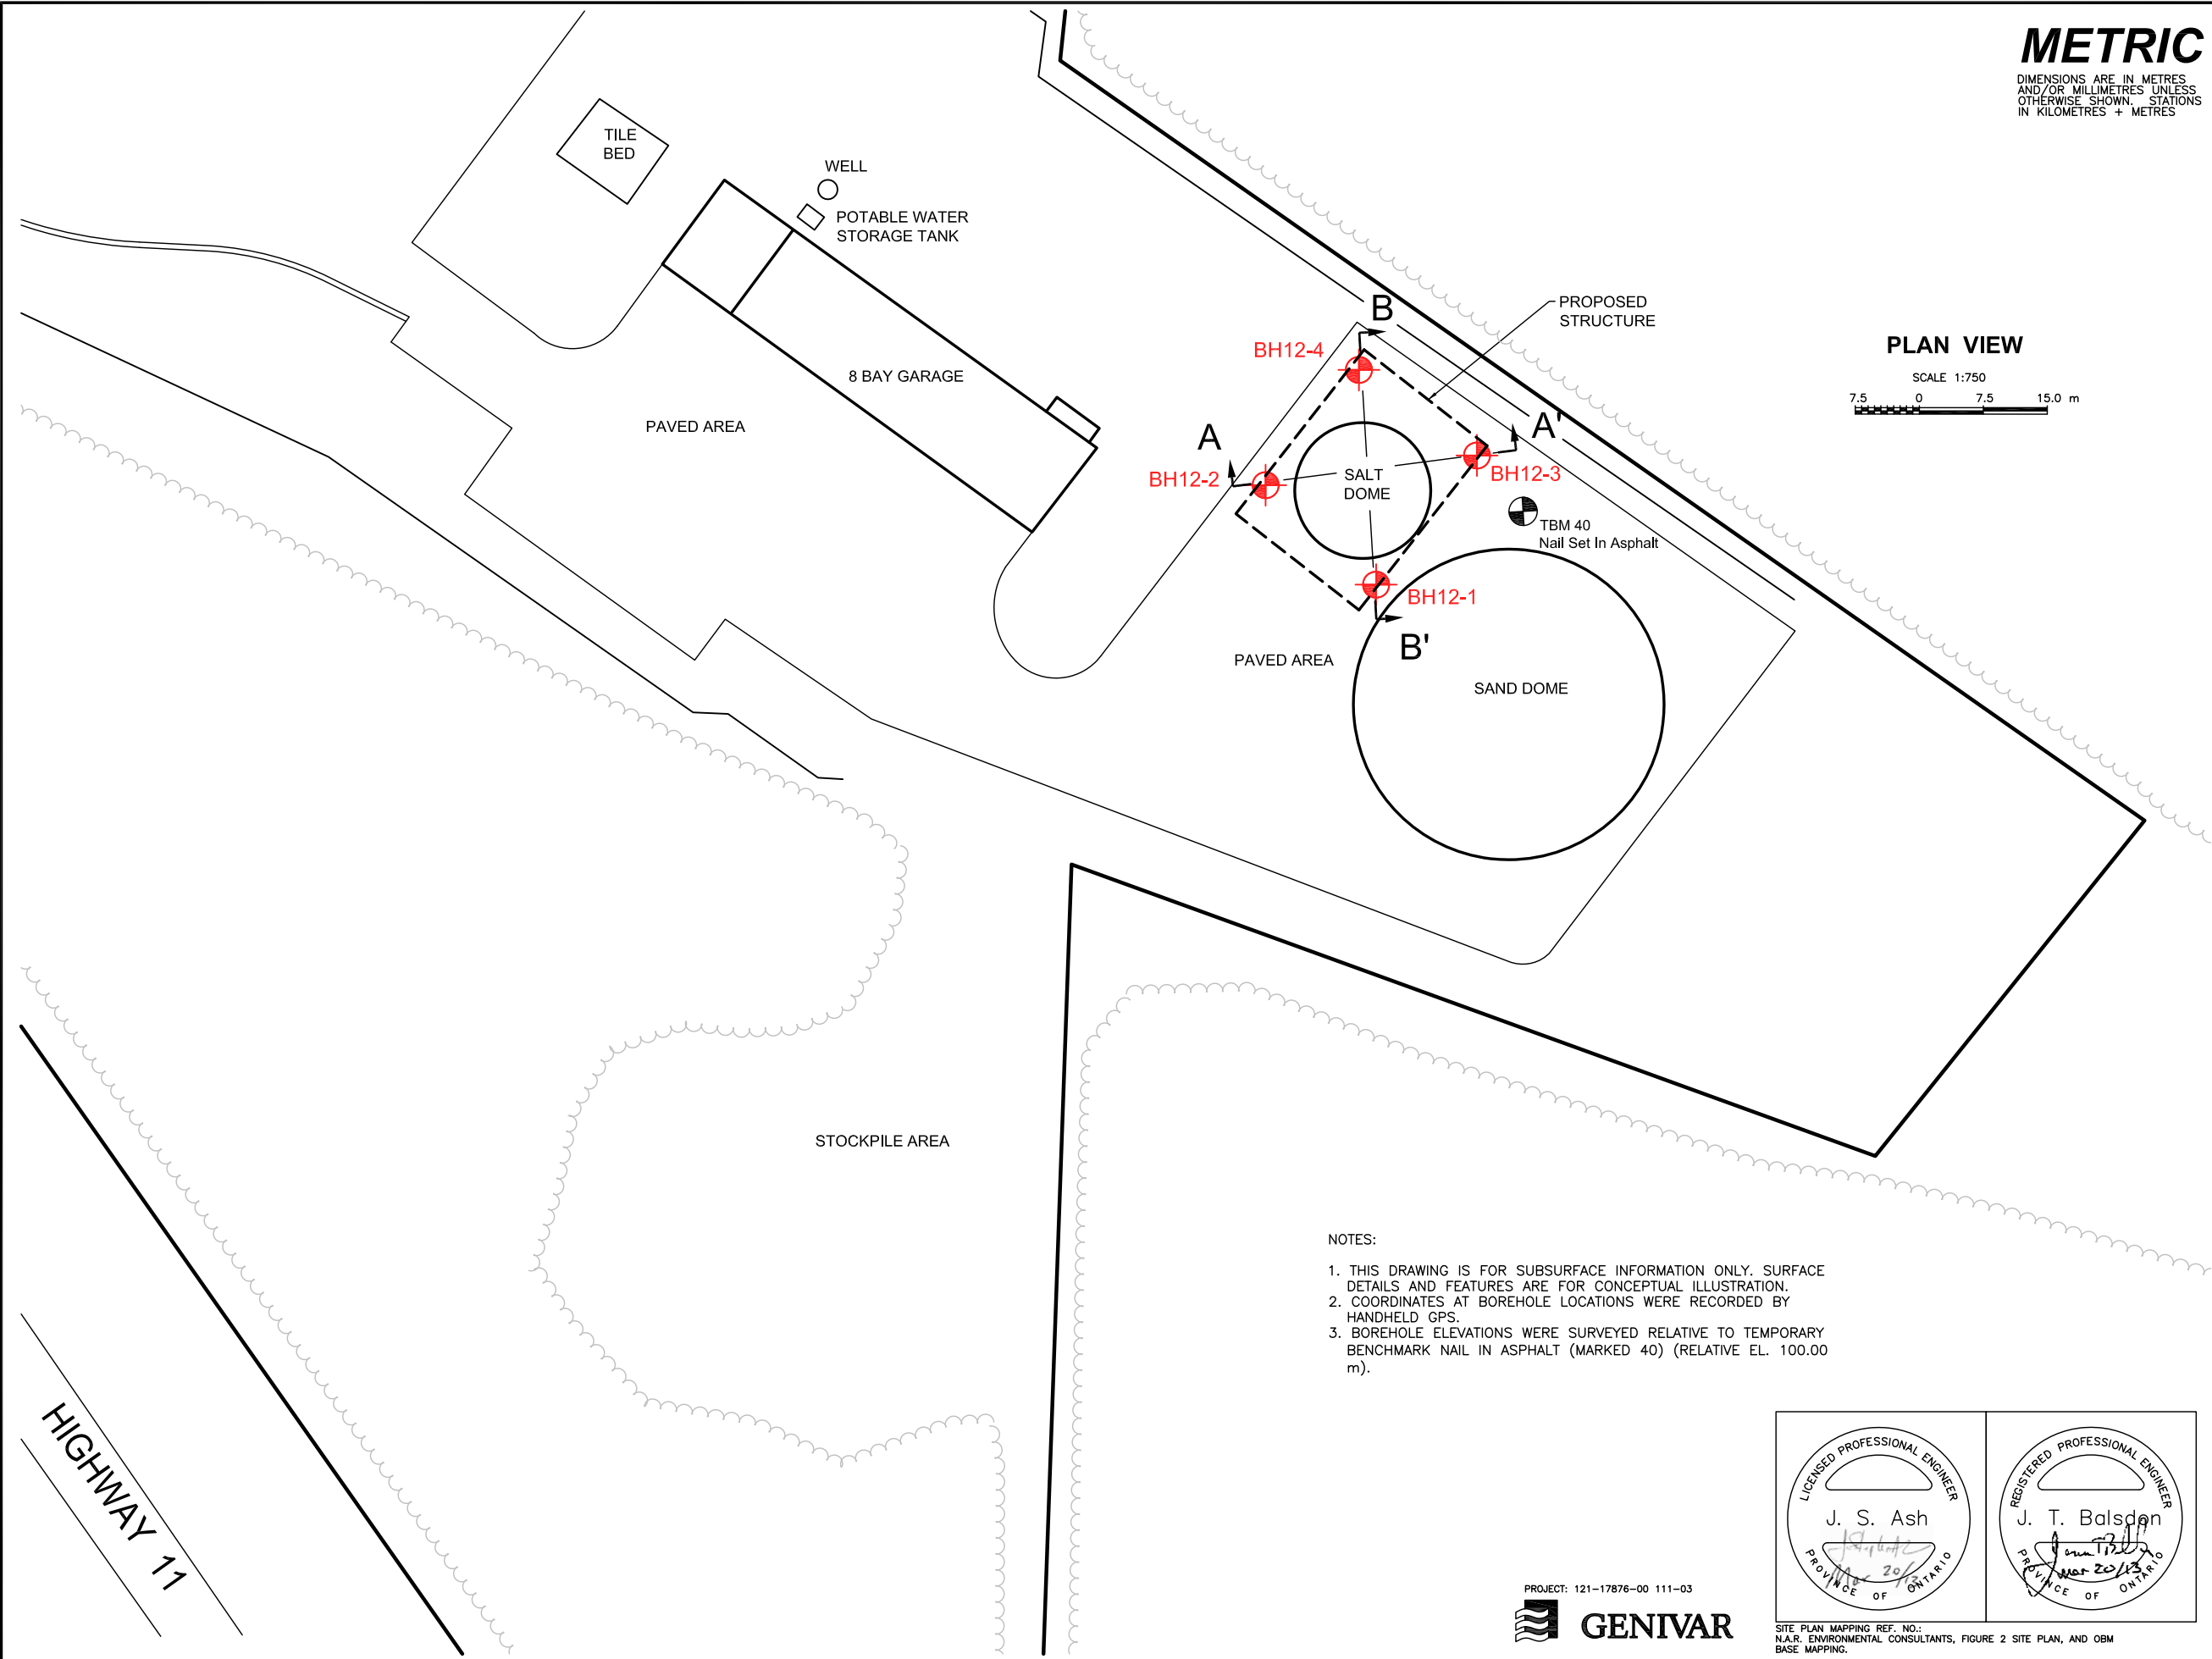 METRIC
DIMENSIONS ARE IN METRES
AND/OR MILLIMETRES UNLESS
OTHERWISE SHOWN. STATIONS
IN KILOMETRES + METRES
TILE
BED
WELL
POTABLE WATER
STORAGE TANK
8 BAY GARAGE
PAVED AREA
PROPOSED
STRUCTURE
B
BH12-4
A
A'
BH12-2
BH12-3
SALT
DOME
TBM 40
Nail Set In Asphalt
BH12-1
B'
PAVED AREA
SAND DOME
PLAN VIEW
SCALE 1:750
7.5 0 7.5 15.0 m
STOCKPILE AREA
HIGHWAY 11
NOTES:
1. THIS DRAWING IS FOR SUBSURFACE INFORMATION ONLY. SURFACE
DETAILS AND FEATURES ARE FOR CONCEPTUAL ILLUSTRATION.
2. COORDINATES AT BOREHOLE LOCATIONS WERE RECORDED BY
HANDHELD GPS.
3. BOREHOLE ELEVATIONS WERE SURVEYED RELATIVE TO TEMPORARY
BENCHMARK NAIL IN ASPHALT (MARKED 40) (RELATIVE EL. 100.00
m).
LICENSED PROFESSIONAL ENGINEER
J. S. Ash
Mar 20/13
PROVINCE OF ONTARIO
REGISTERED PROFESSIONAL ENGINEER
J. T. Balsdon
Mar 20/13
PROVINCE OF ONTARIO
PROJECT: 121-17876-00 111-03
GENIVAR
SITE PLAN MAPPING REF. NO.:
N.A.R. ENVIRONMENTAL CONSULTANTS, FIGURE 2 SITE PLAN, AND OBM
BASE MAPPING.